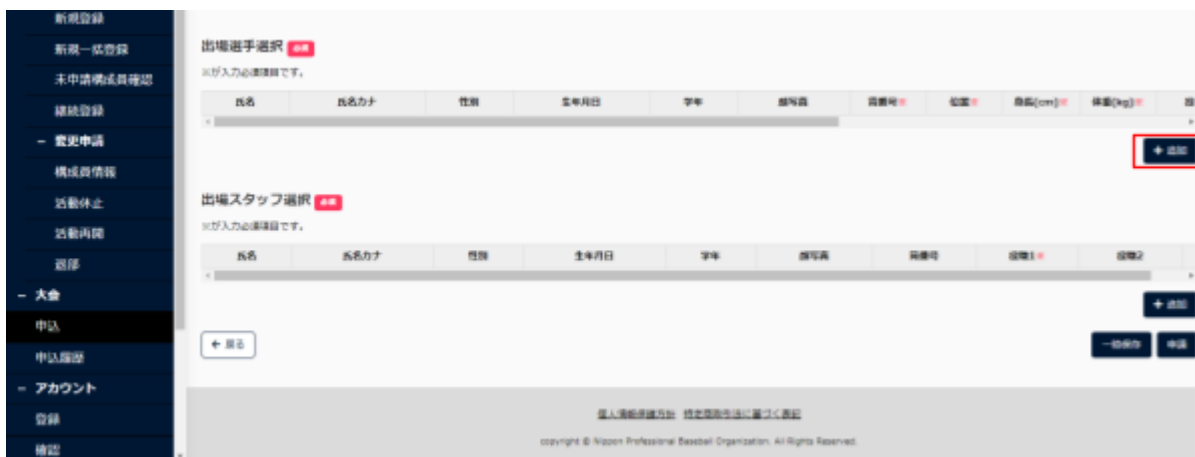 新規登録
新規一括登録
未申請構成員確認
継続登録
− 変更申請
構成員情報
活動休止
活動再開
退部
− 大会
申込
申込履歴
− アカウント
登録
確認
出場選手選択 必須
※が入力必須項目です。
氏名 氏名カナ 性別 生年月日 学年 顔写真 背番号※ 位置※ 身長(cm)※ 体重(kg)※
+ 追加
出場スタッフ選択 必須
※が入力必須項目です。
氏名 氏名カナ 性別 生年月日 学年 顔写真 背番号 役職1※ 役職2
+ 追加
← 戻る
一時保存 申請
個人情報保護方針 特定商取引法に基づく表記
copyright © Nippon Professional Baseball Organization. All Rights Reserved.